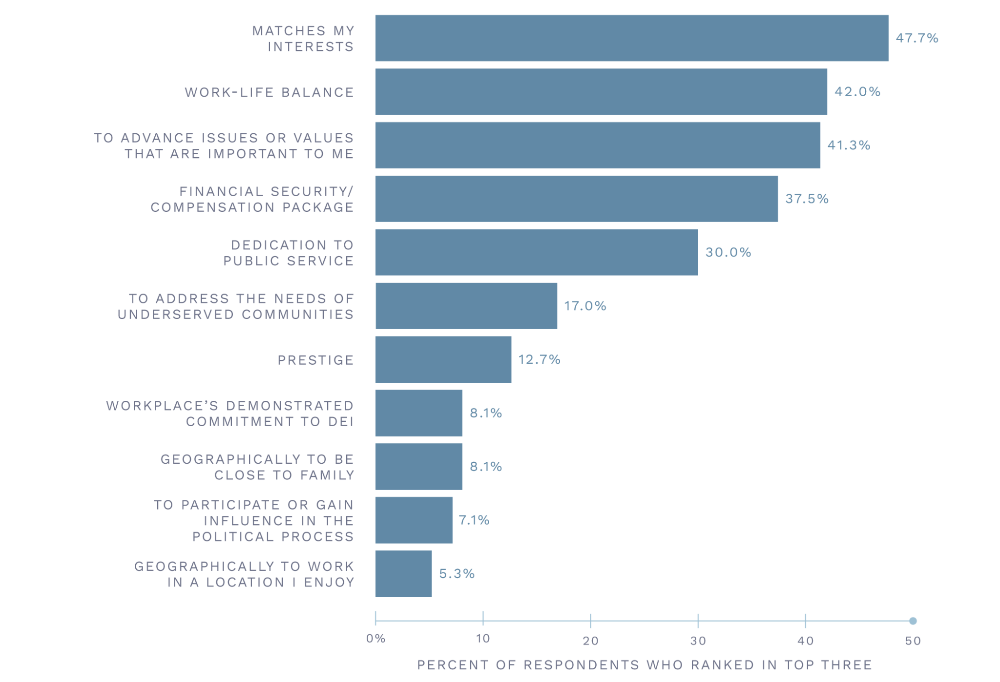 MATCHES MY
INTERESTS
47.7%
WORK-LIFE BALANCE
42.0%
TO ADVANCE ISSUES OR VALUES
THAT ARE IMPORTANT TO ME
41.3%
FINANCIAL SECURITY/
COMPENSATION PACKAGE
37.5%
DEDICATION TO
PUBLIC SERVICE
30.0%
TO ADDRESS THE NEEDS OF
UNDERSERVED COMMUNITIES
17.0%
PRESTIGE
12.7%
WORKPLACE’S DEMONSTRATED
COMMITMENT TO DEI
8.1%
GEOGRAPHICALLY TO BE
CLOSE TO FAMILY
8.1%
TO PARTICIPATE OR GAIN
INFLUENCE IN THE
POLITICAL PROCESS
7.1%
GEOGRAPHICALLY TO WORK
IN A LOCATION I ENJOY
5.3%
0% 10 20 30 40 50
PERCENT OF RESPONDENTS WHO RANKED IN TOP THREE